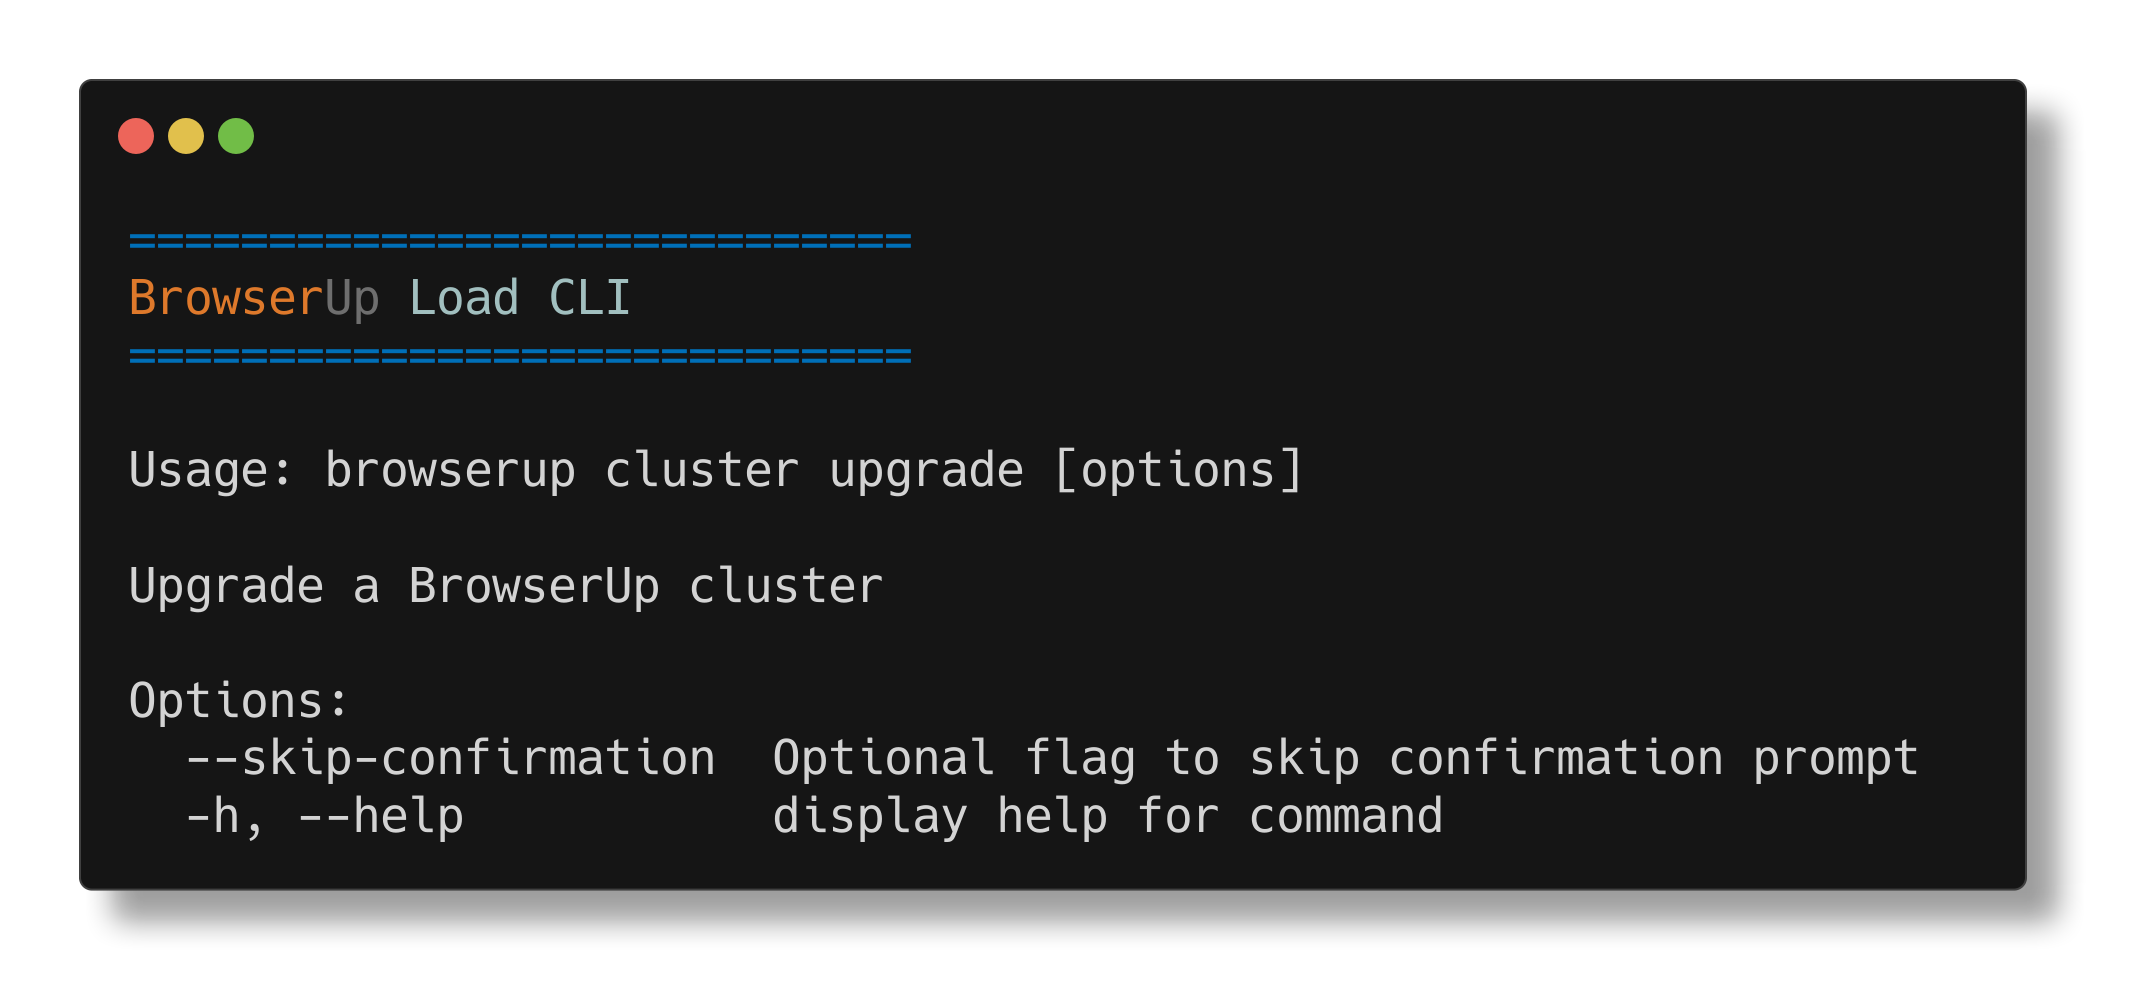 ============================
BrowserUp Load CLI
============================
Usage: browserup cluster upgrade [options]
Upgrade a BrowserUp cluster
Options:
  --skip-confirmation  Optional flag to skip confirmation prompt
  -h, --help           display help for command